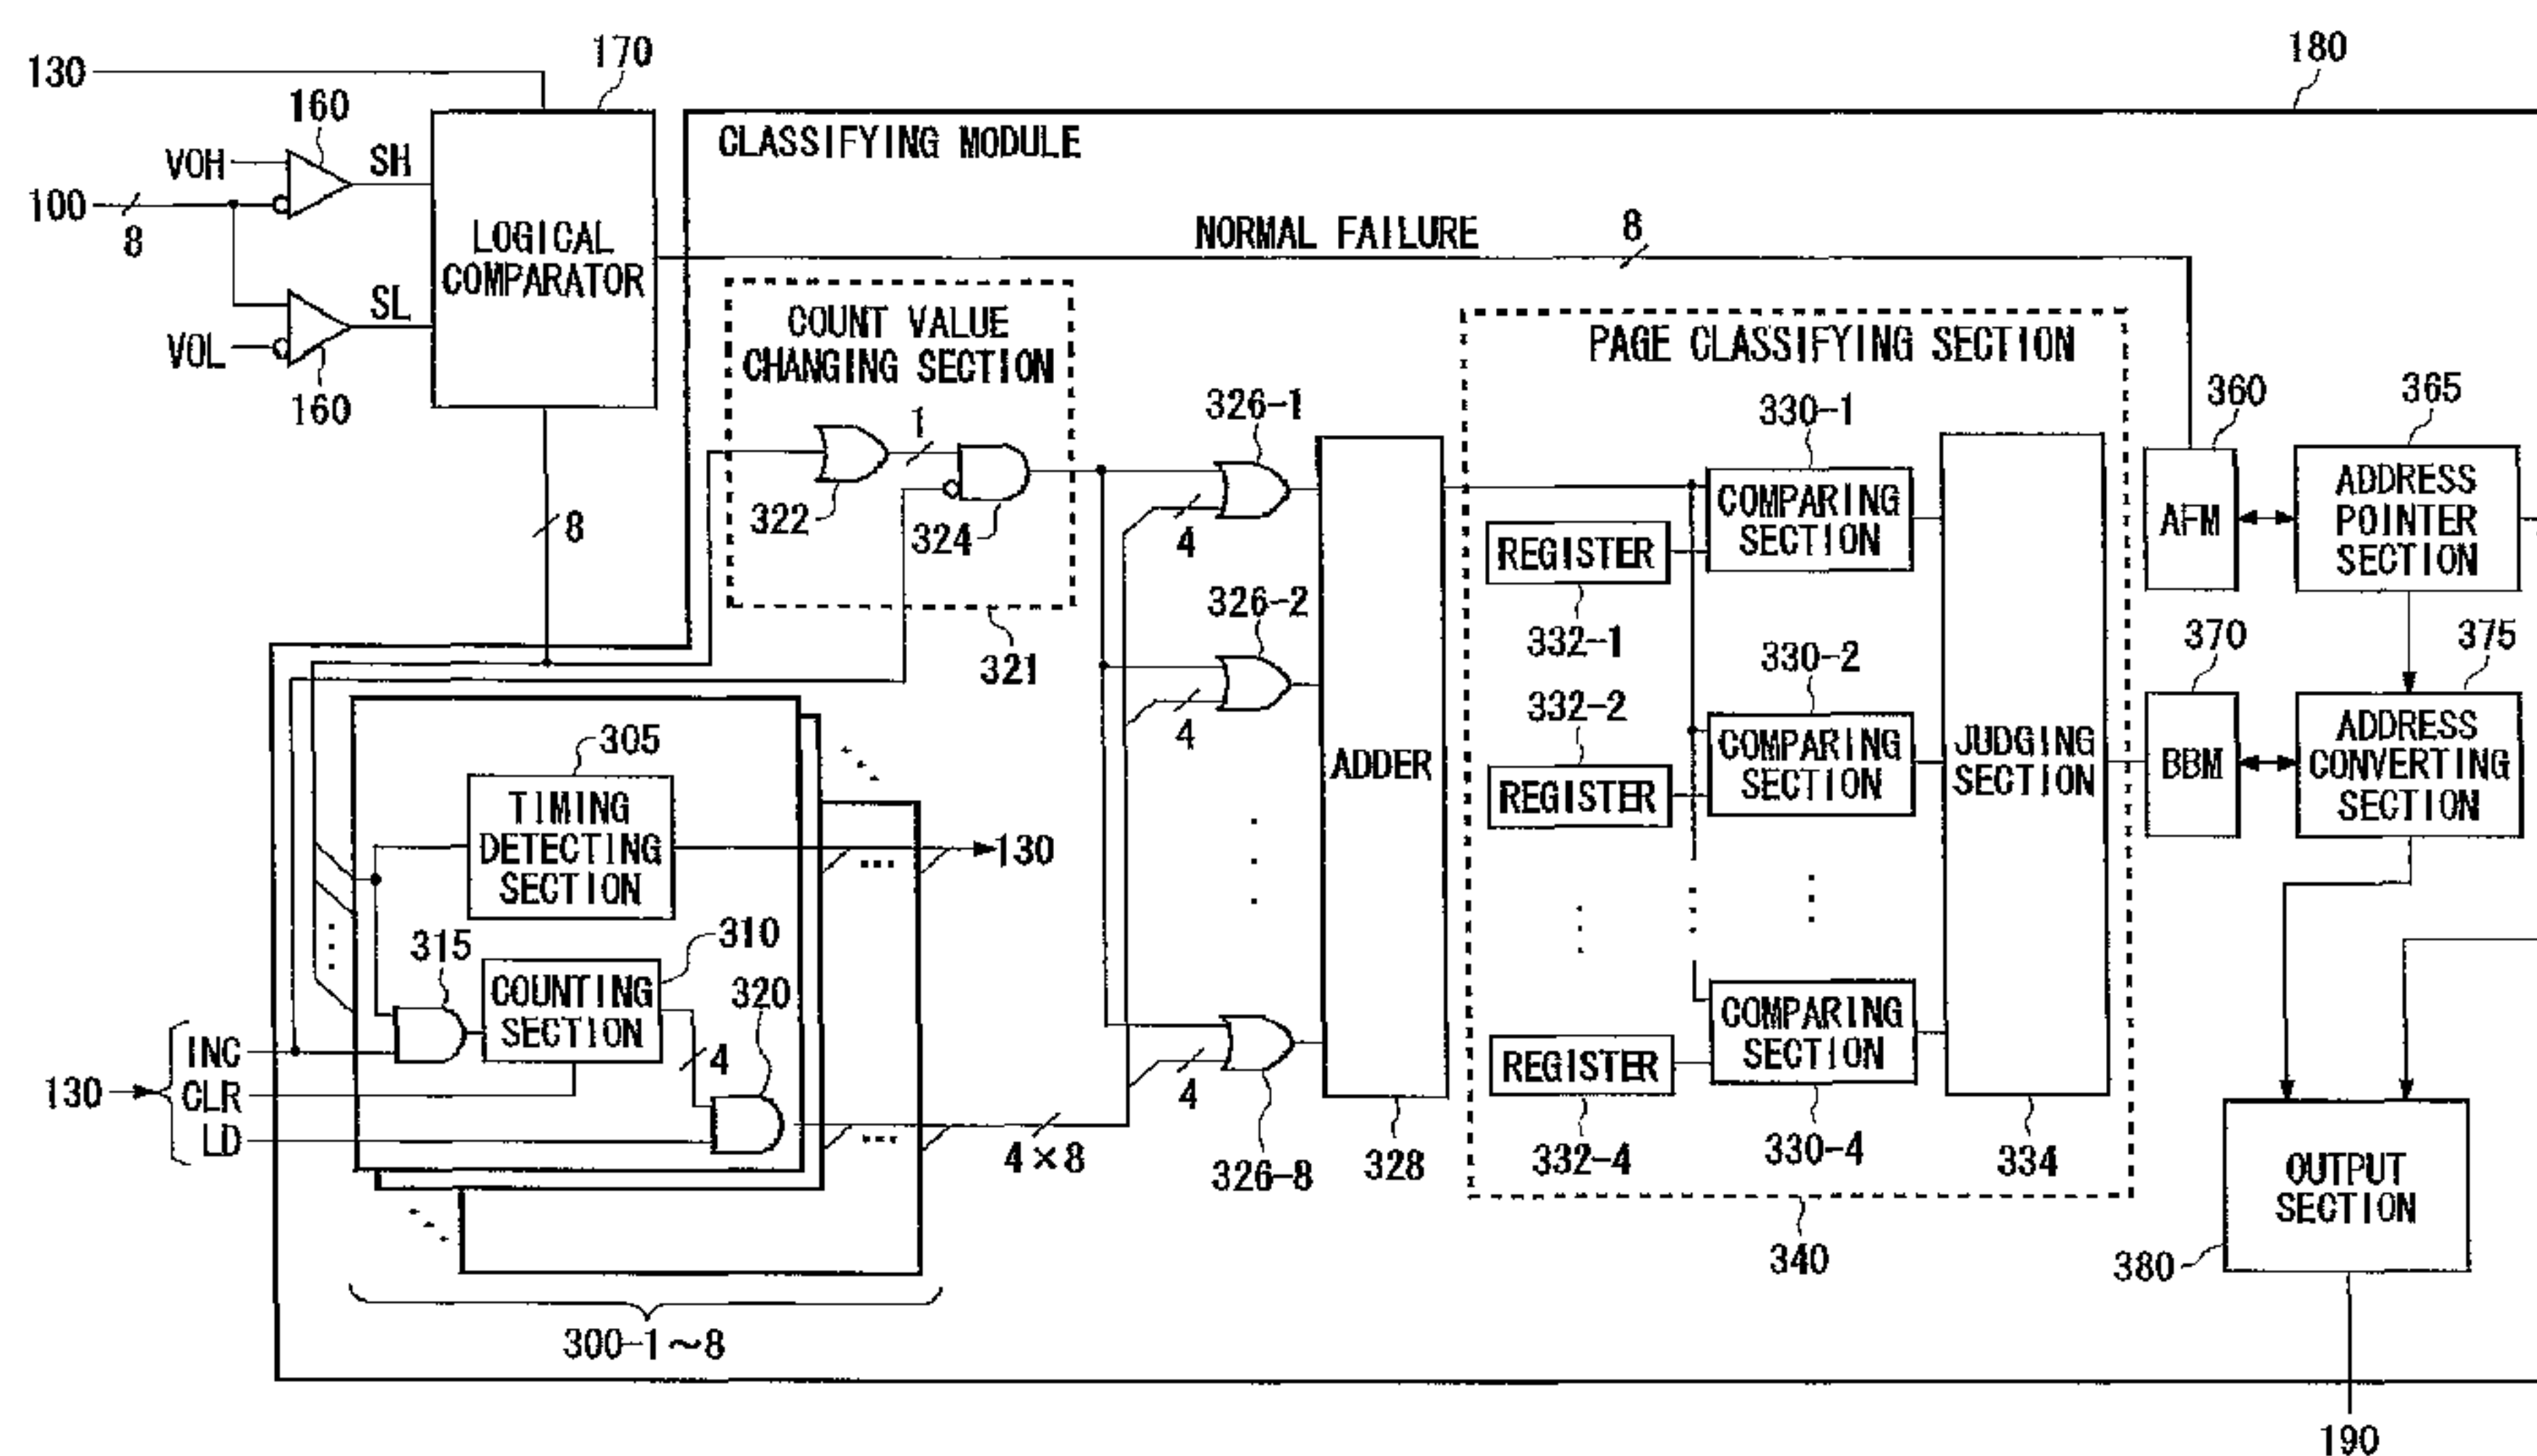 130
170
180
160
VOH
SH
CLASSIFYING MODULE
100
8
LOGICAL
COMPARATOR
NORMAL FAILURE
8
SL
VOL
160
COUNT VALUE
CHANGING SECTION
PAGE CLASSIFYING SECTION
326-1
330-1
360
365
1
322
324
4
8
COMPARING
SECTION
REGISTER
332-1
AFM
ADDRESS
POINTER
SECTION
321
326-2
4
330-2
332-2
370
375
305
TIMING
DETECTING
SECTION
130
ADDER
COMPARING
SECTION
REGISTER
JUDGING
SECTION
BBM
ADDRESS
CONVERTING
SECTION
315
310
COUNTING
SECTION
320
4
INC
CLR
LD
130
4×8
4
326-8
328
COMPARING
SECTION
REGISTER
332-4
330-4
334
OUTPUT
SECTION
380
340
300-1~8
190